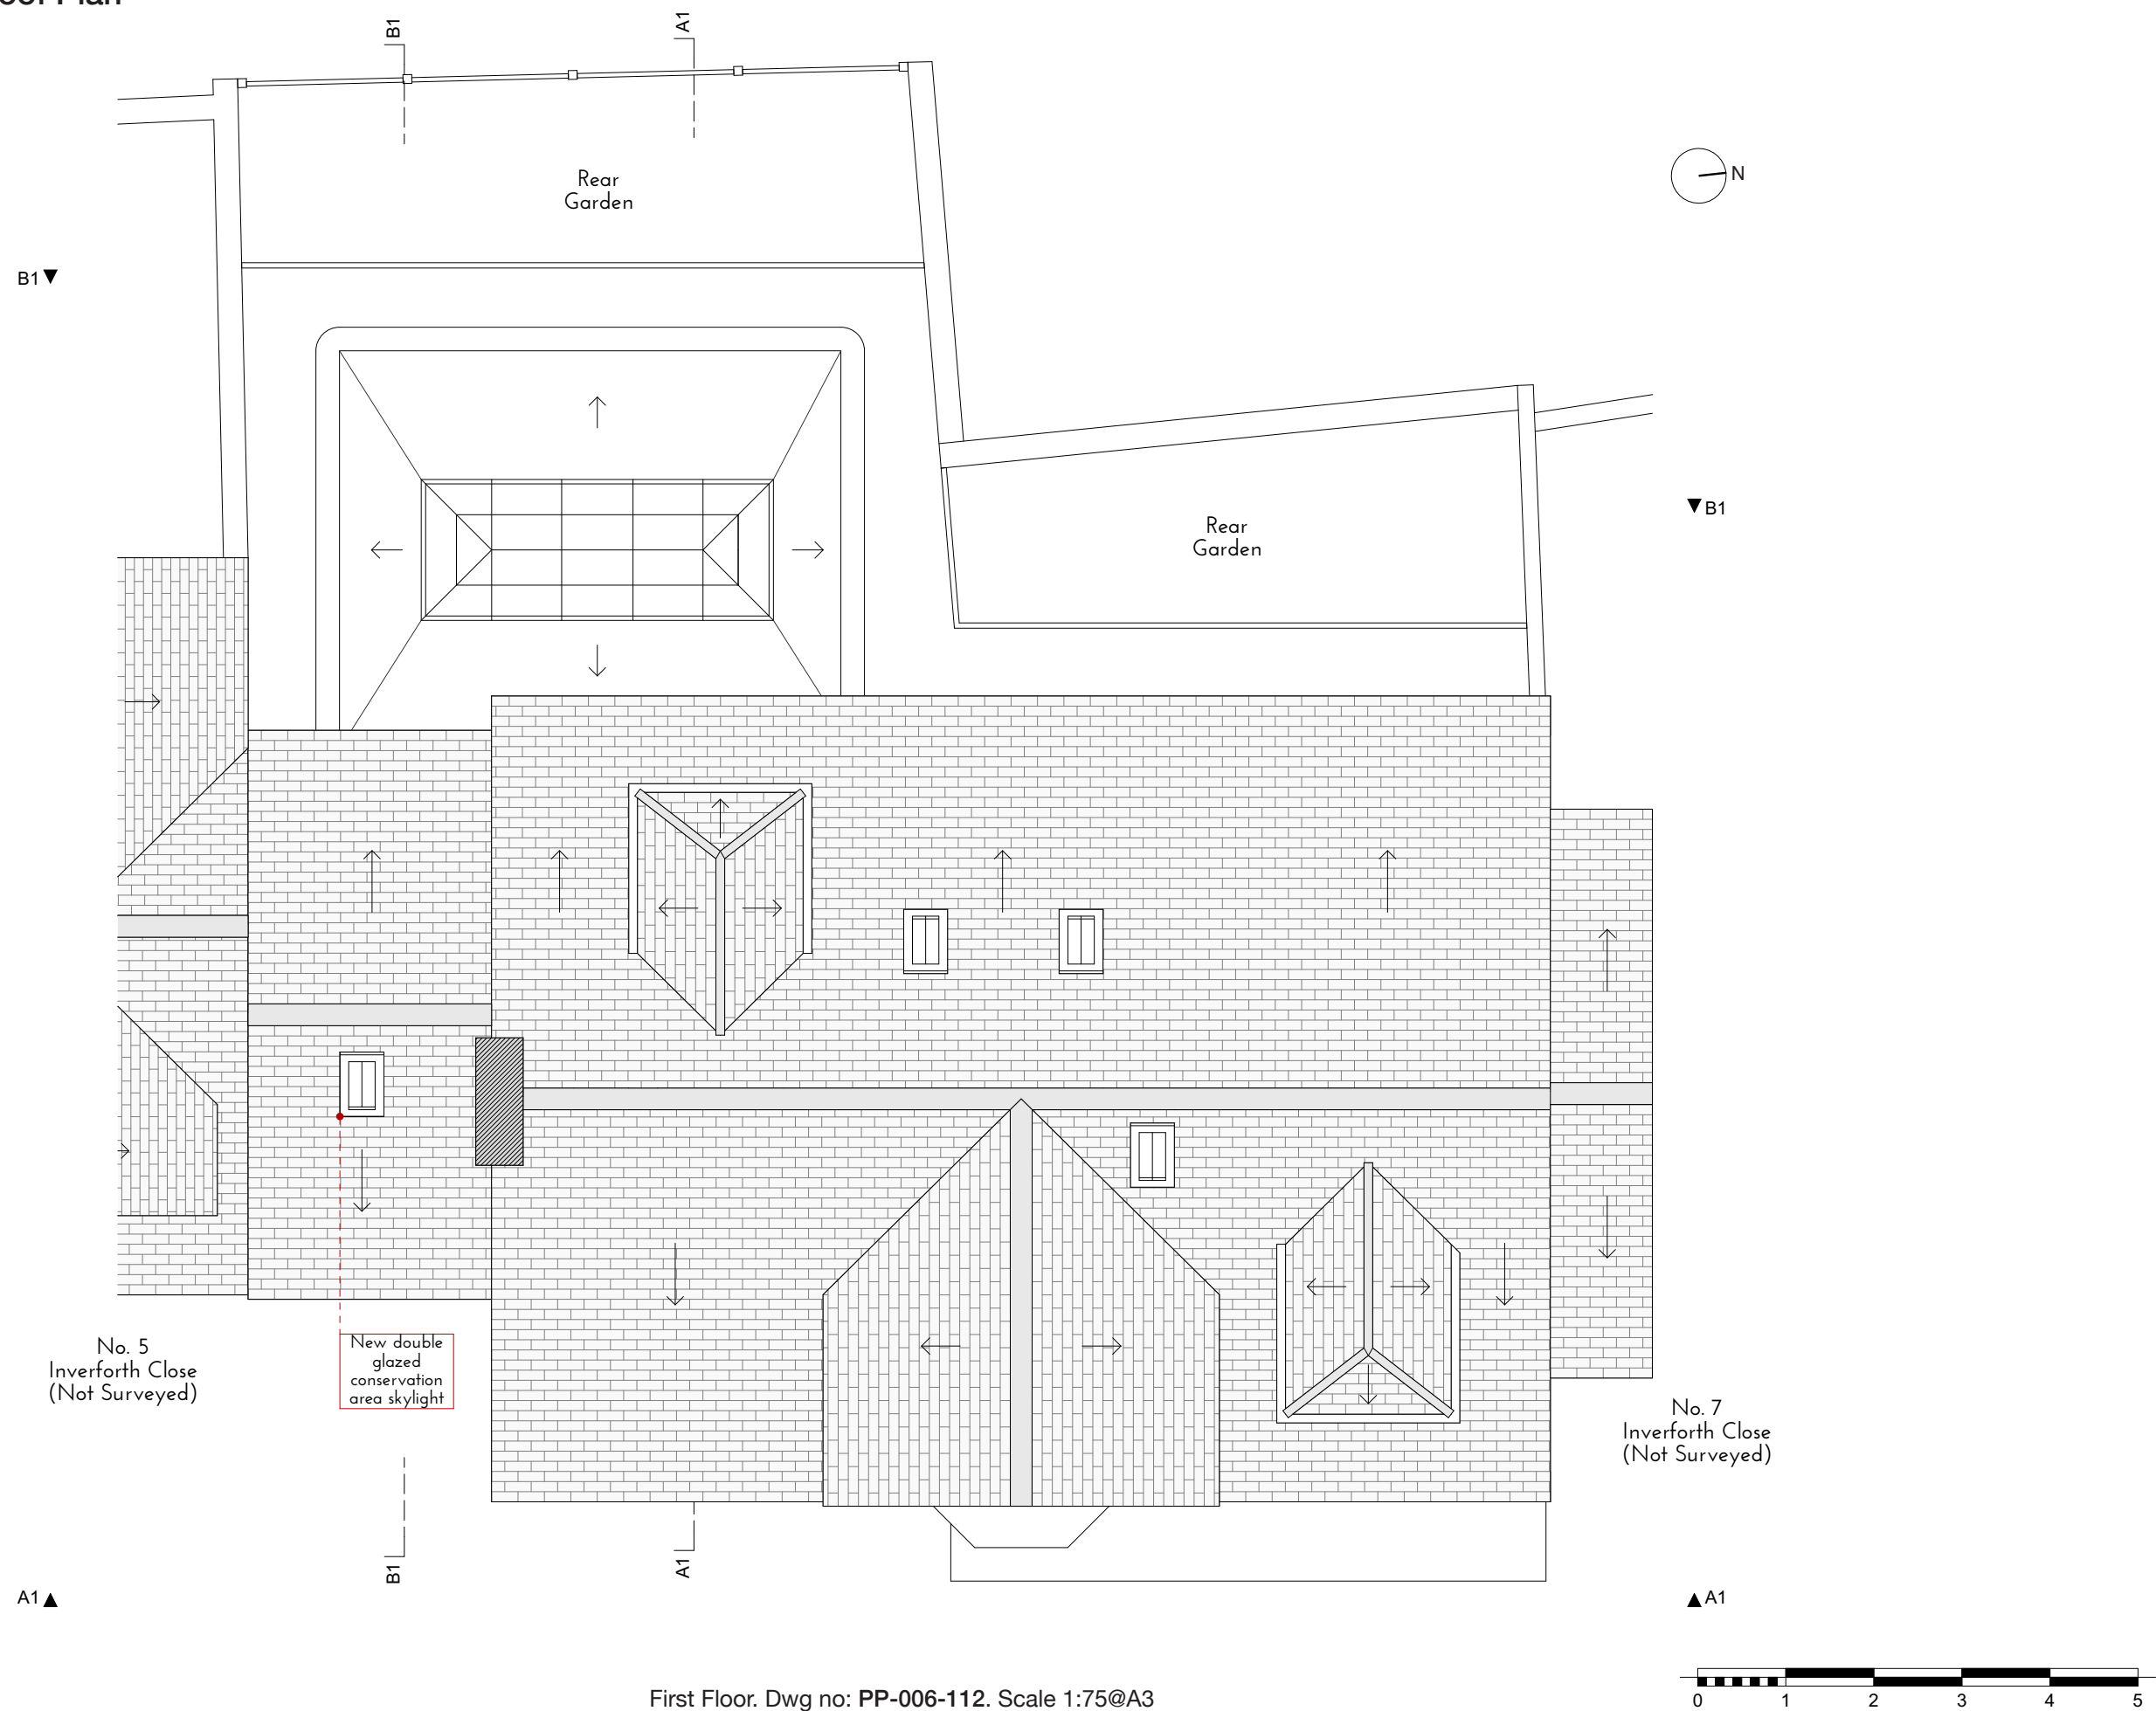 B1
A1
Rear
Garden
N
B1
B1
Rear
Garden
No. 5
Inverforth Close
(Not Surveyed)
New double
glazed
conservation
area skylight
No. 7
Inverforth Close
(Not Surveyed)
B1
A1
A1
A1
First Floor. Dwg no: PP-006-112. Scale 1:75@A3
0 1 2 3 4 5